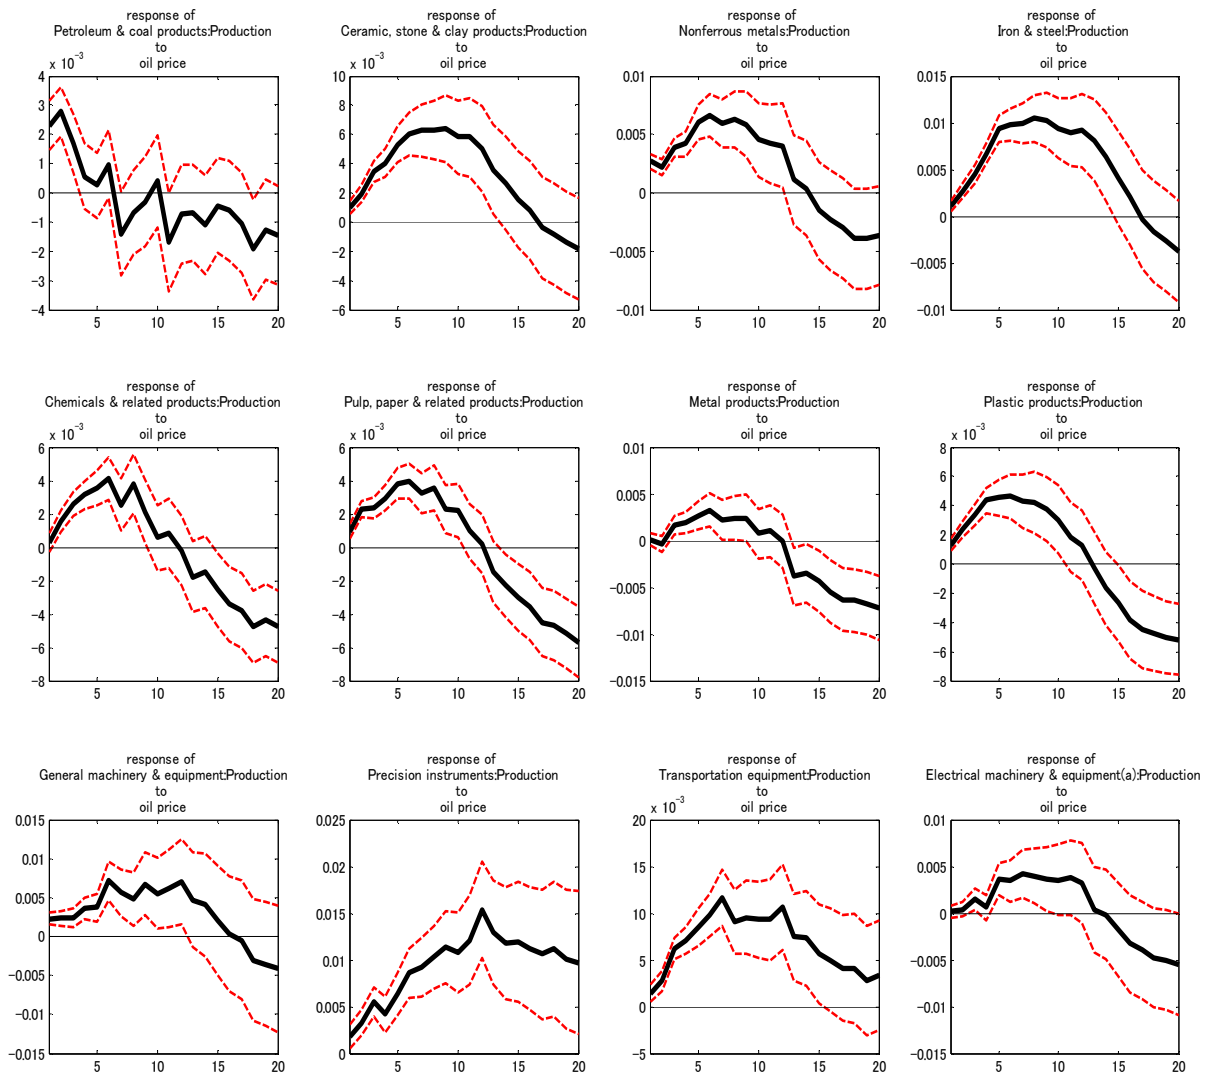 response of
Petroleum & coal products:Production
to
oil price
x 10⁻³
4
3
2
1
0
−1
−2
−3
−4
5 10 15 20
response of
Ceramic, stone & clay products:Production
to
oil price
x 10⁻³
10
8
6
4
2
0
−2
−4
−6
5 10 15 20
response of
Nonferrous metals:Production
to
oil price
0.01
0.005
0
−0.005
−0.01
5 10 15 20
response of
Iron & steel:Production
to
oil price
0.015
0.01
0.005
0
−0.005
−0.01
5 10 15 20
response of
Chemicals & related products:Production
to
oil price
x 10⁻³
6
4
2
0
−2
−4
−6
−8
5 10 15 20
response of
Pulp, paper & related products:Production
to
oil price
x 10⁻³
6
4
2
0
−2
−4
−6
−8
5 10 15 20
response of
Metal products:Production
to
oil price
0.01
0.005
0
−0.005
−0.01
−0.015
5 10 15 20
response of
Plastic products:Production
to
oil price
x 10⁻³
8
6
4
2
0
−2
−4
−6
−8
5 10 15 20
response of
General machinery & equipment:Production
to
oil price
0.015
0.01
0.005
0
−0.005
−0.01
−0.015
5 10 15 20
response of
Precision instruments:Production
to
oil price
0.025
0.02
0.015
0.01
0.005
0
5 10 15 20
response of
Transportation equipment:Production
to
oil price
x 10⁻³
20
15
10
5
0
−5
5 10 15 20
response of
Electrical machinery & equipment(a):Production
to
oil price
0.01
0.005
0
−0.005
−0.01
−0.015
5 10 15 20